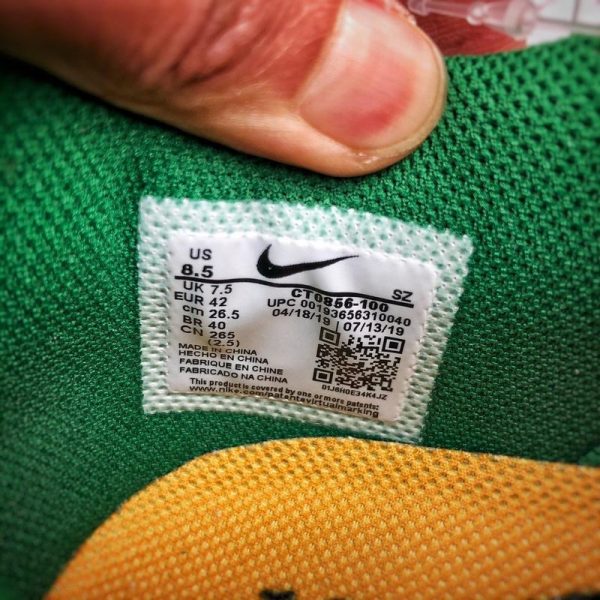 US
8.5
SZ
UK 7.5
EUR 42
cm 26.5
BR 40
CN 265
(2.5)
CT0856-100
UPC 00193656310040
04/18/19 | 07/13/19
MADE IN CHINA
HECHO EN CHINA
FABRIQUE EN CHINE
FABRICADO NA CHINA
01J6H0E34K4JZ
This product is covered by one or more patents:
www.nike.com/patentsvirtualmarking